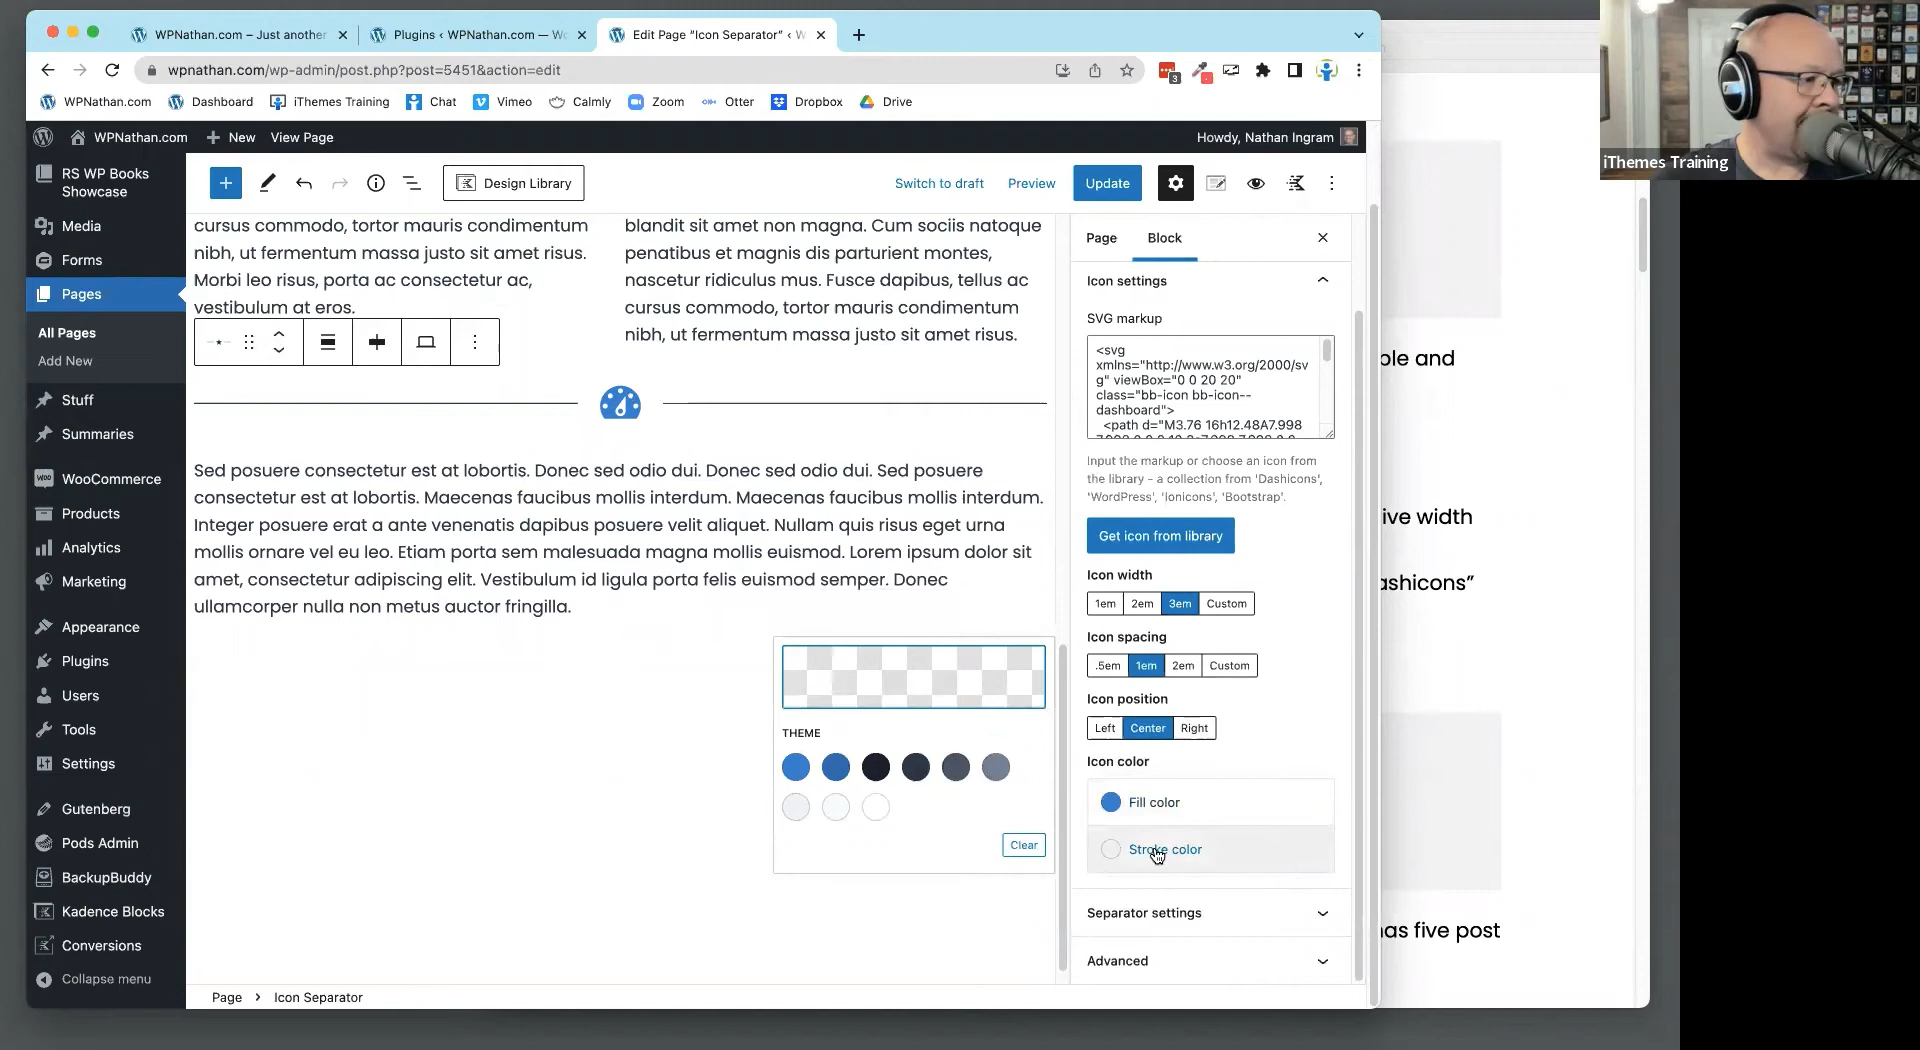 WPNathan.com – Just another
Plugins ‹ WPNathan.com — Wo
Edit Page “Icon Separator” ‹ W
wpnathan.com/wp-admin/post.php?post=5451&action=edit
3
WPNathan.com
Dashboard
iThemes Training
Chat
Vimeo
Calmly
Zoom
Otter
Dropbox
Drive
iThemes Training
WPNathan.com
New
View Page
Howdy, Nathan Ingram
RS WP Books
Showcase
Media
Forms
Pages
All Pages
Add New
Stuff
Summaries
WooCommerce
Products
Analytics
Marketing
Appearance
Plugins
Users
Tools
Settings
Gutenberg
Pods Admin
BackupBuddy
Kadence Blocks
Conversions
Collapse menu
Design Library
Switch to draft
Preview
Update
cursus commodo, tortor mauris condimentum
nibh, ut fermentum massa justo sit amet risus.
Morbi leo risus, porta ac consectetur ac,
vestibulum at eros.
blandit sit amet non magna. Cum sociis natoque
penatibus et magnis dis parturient montes,
nascetur ridiculus mus. Fusce dapibus, tellus ac
cursus commodo, tortor mauris condimentum
nibh, ut fermentum massa justo sit amet risus.
Sed posuere consectetur est at lobortis. Donec sed odio dui. Donec sed odio dui. Sed posuere
consectetur est at lobortis. Maecenas faucibus mollis interdum. Maecenas faucibus mollis interdum.
Integer posuere erat a ante venenatis dapibus posuere velit aliquet. Nullam quis risus eget urna
mollis ornare vel eu leo. Etiam porta sem malesuada magna mollis euismod. Lorem ipsum dolor sit
amet, consectetur adipiscing elit. Vestibulum id ligula porta felis euismod semper. Donec
ullamcorper nulla non metus auctor fringilla.
THEME
Clear
Page
Block
Icon settings
SVG markup
<svg
xmlns="http://www.w3.org/2000/sv
g" viewBox="0 0 20 20"
class="bb-icon bb-icon--
dashboard">
<path d="M3.76 16h12.48A7.998
Input the markup or choose an icon from
the library - a collection from 'Dashicons',
'WordPress', 'Ionicons', 'Bootstrap'.
Get icon from library
Icon width
1em
2em
3em
Custom
Icon spacing
.5em
1em
2em
Custom
Icon position
Left
Center
Right
Icon color
Fill color
Stroke color
Separator settings
Advanced
Page
Icon Separator
ple and
ive width
ashicons”
has five post